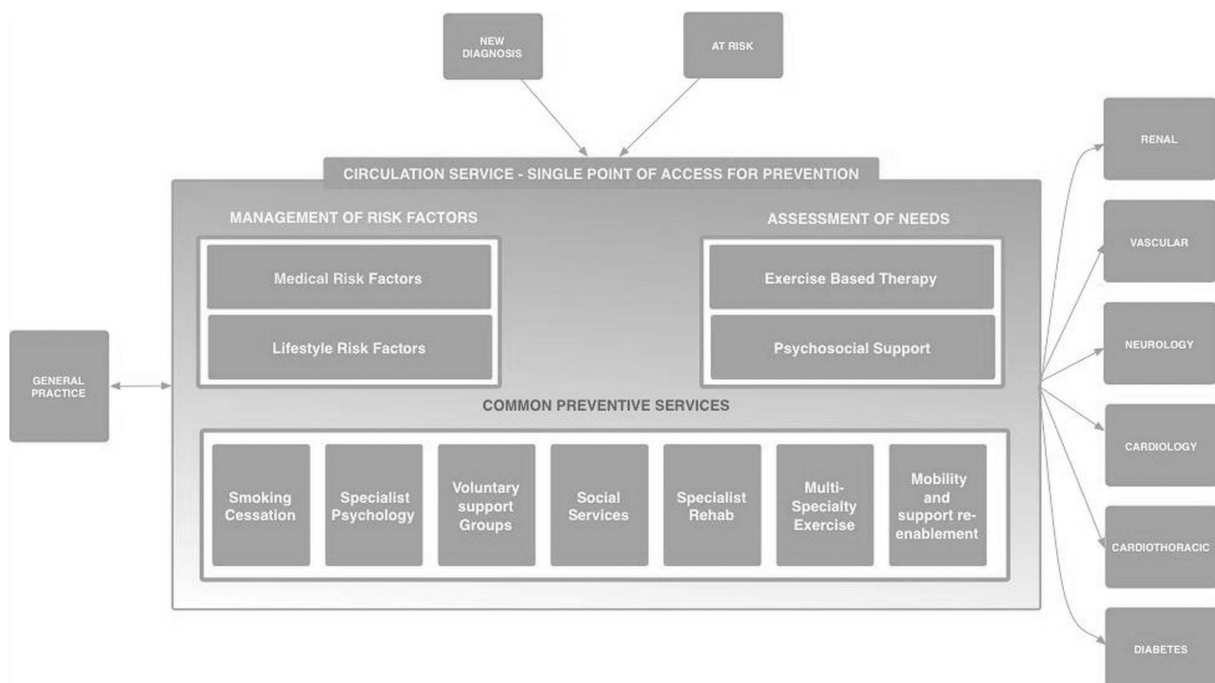 NEW
DIAGNOSIS
AT RISK
CIRCULATION SERVICE - SINGLE POINT OF ACCESS FOR PREVENTION
MANAGEMENT OF RISK FACTORS
Medical Risk Factors
Lifestyle Risk Factors
ASSESSMENT OF NEEDS
Exercise Based Therapy
Psychosocial Support
GENERAL
PRACTICE
COMMON PREVENTIVE SERVICES
Smoking
Cessation
Specialist
Psychology
Voluntary
support
Groups
Social
Services
Specialist
Rehab
Multi-
Specialty
Exercise
Mobility
and
support re-
enablement
RENAL
VASCULAR
NEUROLOGY
CARDIOLOGY
CARDIOTHORACIC
DIABETES